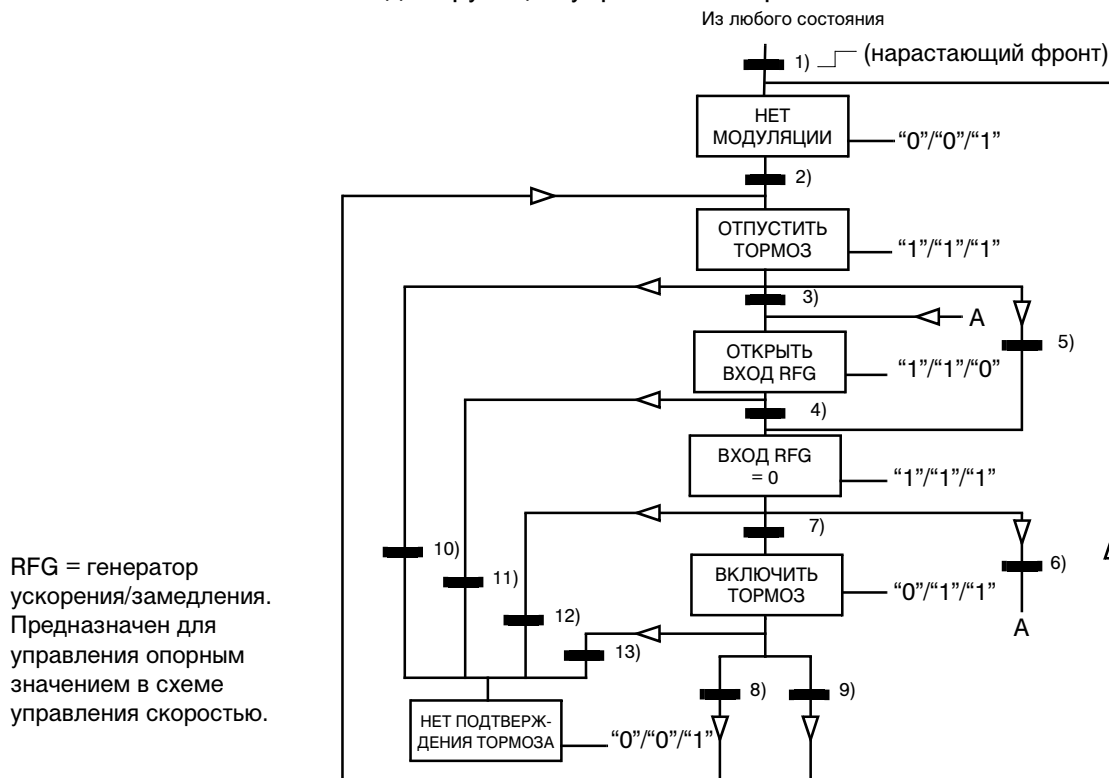 Из любого состояния
1) (нарастающий фронт)
НЕТ
МОДУЛЯЦИИ
“0”/“0”/“1”
2)
ОТПУСТИТЬ
ТОРМОЗ
“1”/“1”/“1”
3)
A
5)
ОТКРЫТЬ
ВХОД RFG
“1”/“1”/“0”
4)
ВХОД RFG
= 0
“1”/“1”/“1”
7)
10)
11)
6)
RFG = генератор
ускорения/замедления.
Предназначен для
управления опорным
значением в схеме
управления скоростью.
ВКЛЮЧИТЬ
ТОРМОЗ
“0”/“1”/“1”
A
12)
13)
8)
9)
НЕТ ПОДТВЕРЖ-
ДЕНИЯ ТОРМОЗА
“0”/“0”/“1”